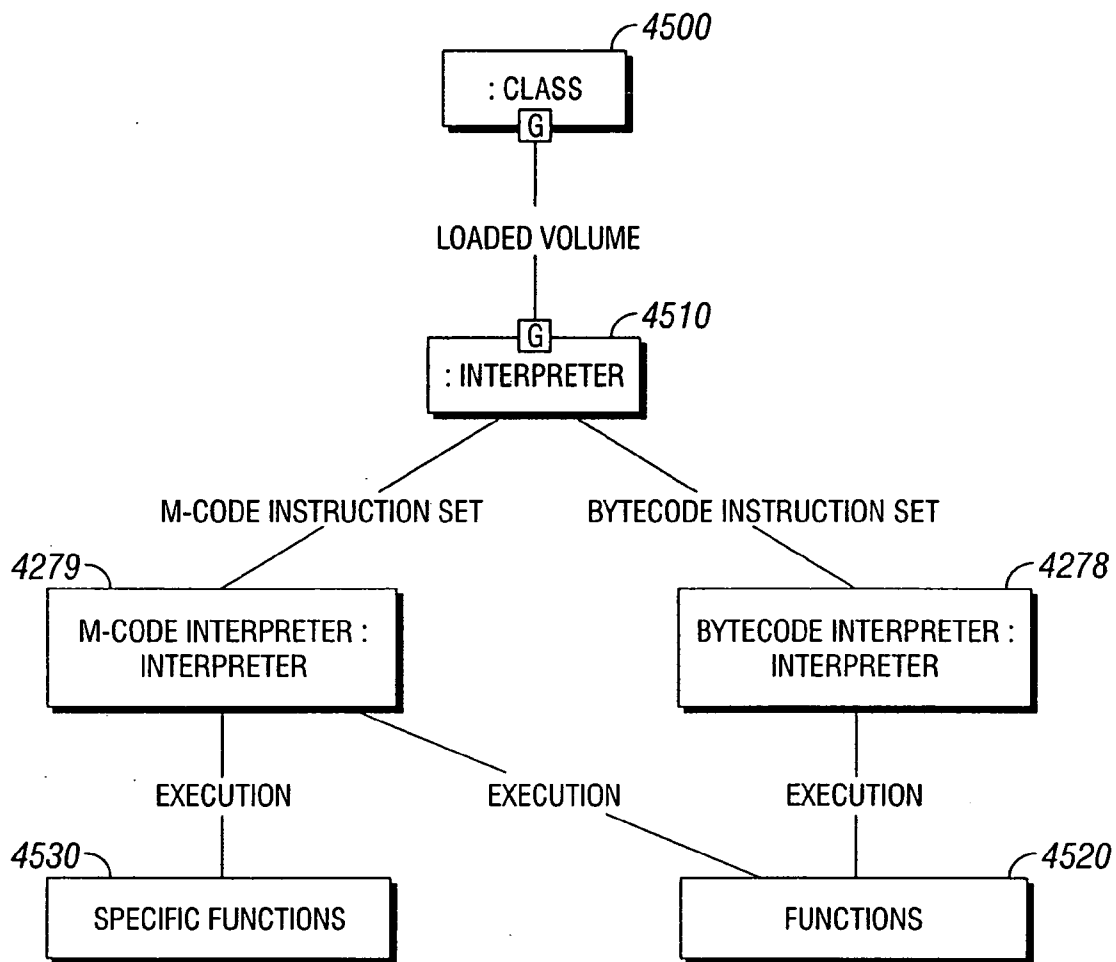 4500
: CLASS
G
LOADED VOLUME
G
4510
: INTERPRETER
M-CODE INSTRUCTION SET
BYTECODE INSTRUCTION SET
4279
4278
M-CODE INTERPRETER :
INTERPRETER
BYTECODE INTERPRETER :
INTERPRETER
EXECUTION
EXECUTION
EXECUTION
4530
4520
SPECIFIC FUNCTIONS
FUNCTIONS